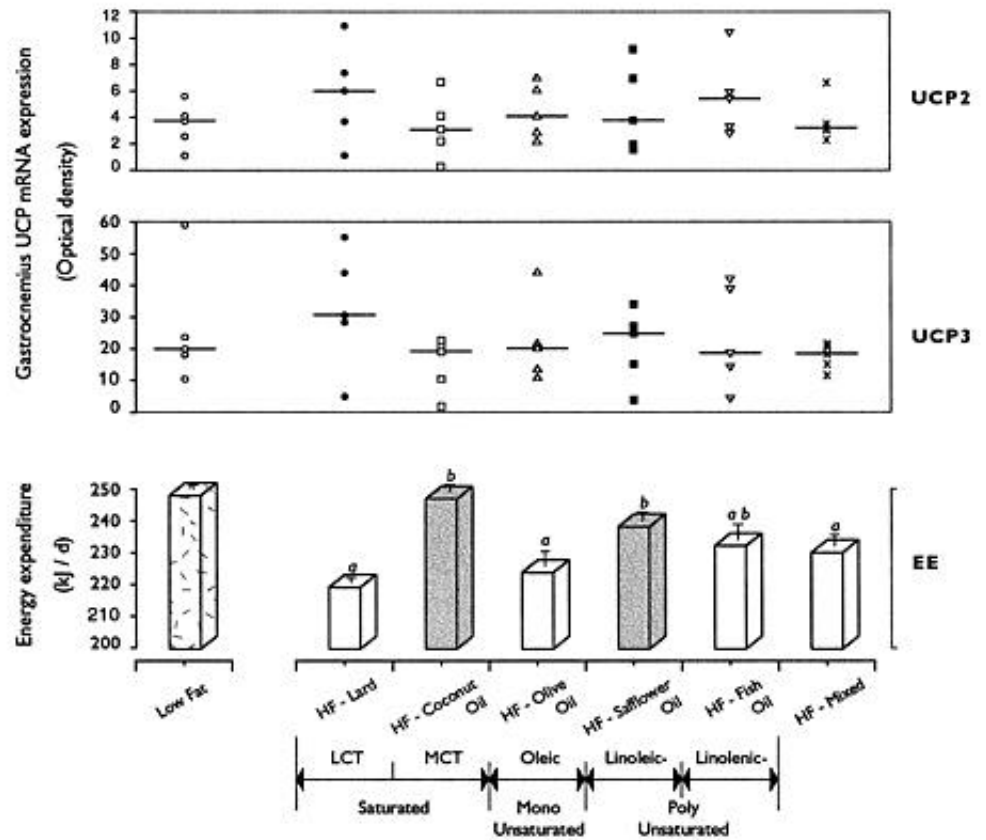 Gastrocnemius UCP mRNA expression
(Optical density)
12
10
8
6
4
2
0
UCP2
60
50
40
30
20
10
0
UCP3
Energy expenditure
(kJ / d)
250
240
230
220
210
200
a
b
a
b
a b
a
EE
Low Fat
HF - Lard
HF - Coconut
Oil
HF - Olive
Oil
HF - Safflower
Oil
HF - Fish
Oil
HF - Mixed
LCT
MCT
Oleic
Linoleic-
Linolenic-
Saturated
Mono
Unsaturated
Poly
Unsaturated